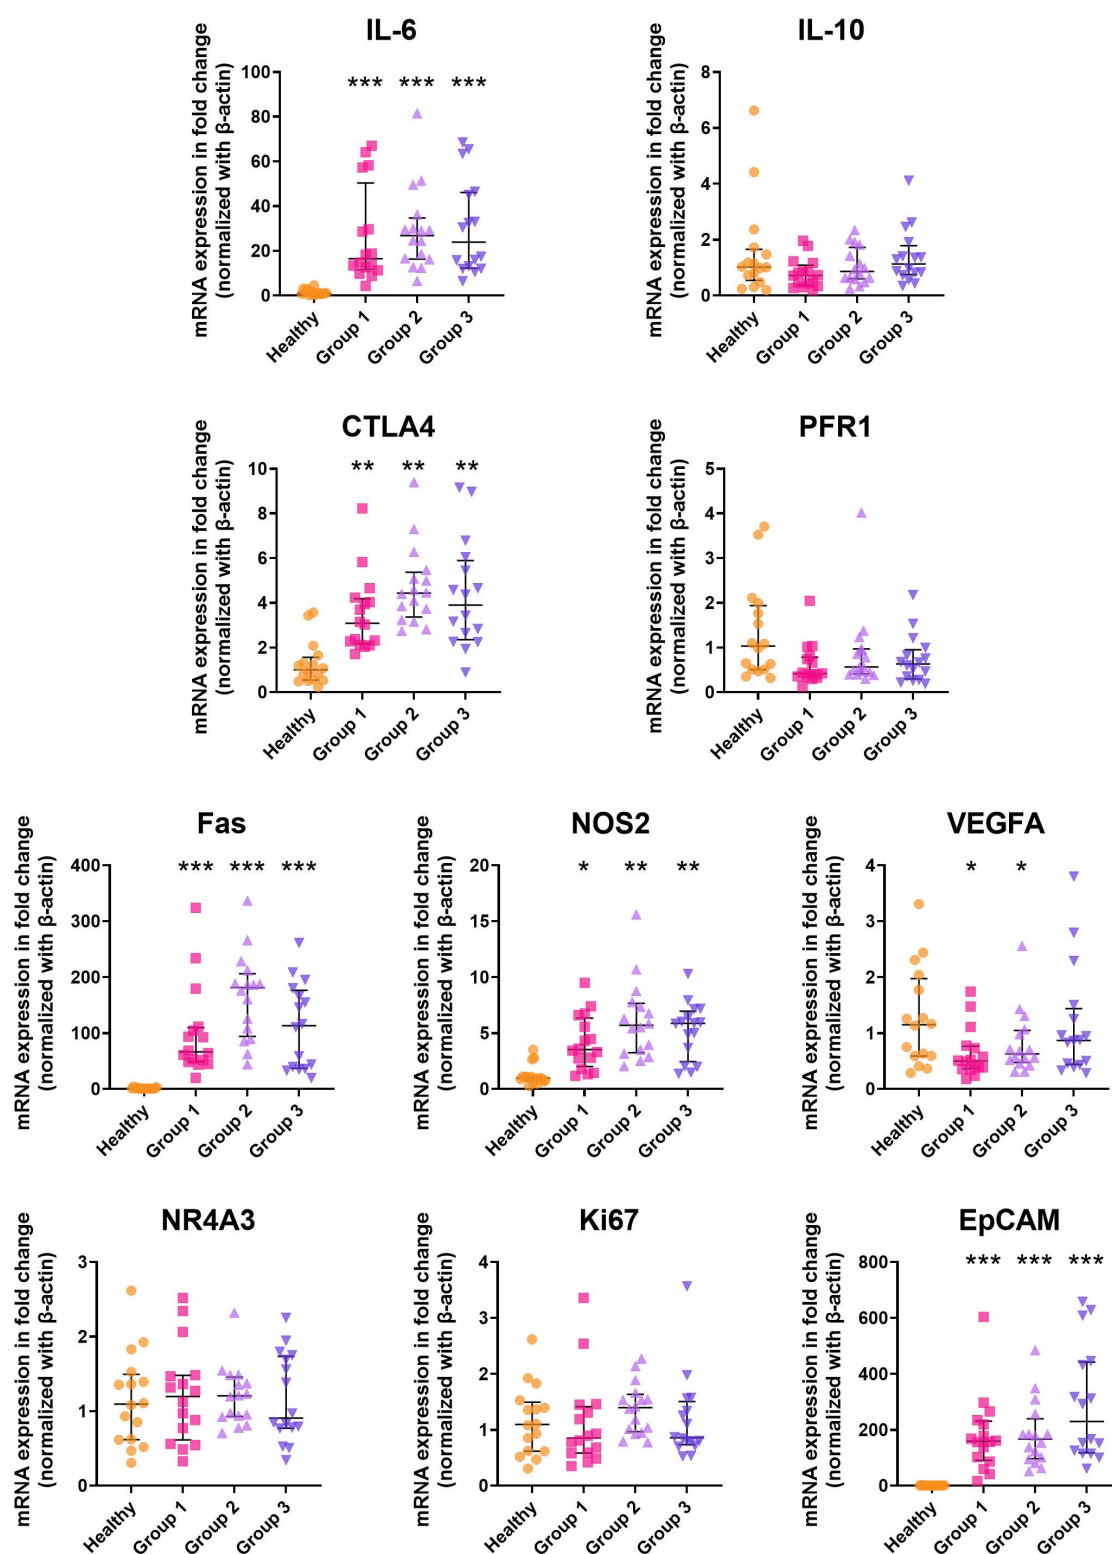 IL-6
mRNA expression in fold change
(normalized with β-actin)
100
80
60
40
20
0
*** *** ***
Healthy
Group 1
Group 2
Group 3
IL-10
mRNA expression in fold change
(normalized with β-actin)
8
6
4
2
0
Healthy
Group 1
Group 2
Group 3
CTLA4
mRNA expression in fold change
(normalized with β-actin)
10
8
6
4
2
0
** ** **
Healthy
Group 1
Group 2
Group 3
PFR1
mRNA expression in fold change
(normalized with β-actin)
5
4
3
2
1
0
Healthy
Group 1
Group 2
Group 3
Fas
mRNA expression in fold change
(normalized with β-actin)
400
300
200
100
0
*** *** ***
Healthy
Group 1
Group 2
Group 3
NOS2
mRNA expression in fold change
(normalized with β-actin)
20
15
10
5
0
* ** **
Healthy
Group 1
Group 2
Group 3
VEGFA
mRNA expression in fold change
(normalized with β-actin)
4
3
2
1
0
* *
Healthy
Group 1
Group 2
Group 3
NR4A3
mRNA expression in fold change
(normalized with β-actin)
3
2
1
0
Healthy
Group 1
Group 2
Group 3
Ki67
mRNA expression in fold change
(normalized with β-actin)
4
3
2
1
0
Healthy
Group 1
Group 2
Group 3
EpCAM
mRNA expression in fold change
(normalized with β-actin)
800
600
400
200
0
*** *** ***
Healthy
Group 1
Group 2
Group 3